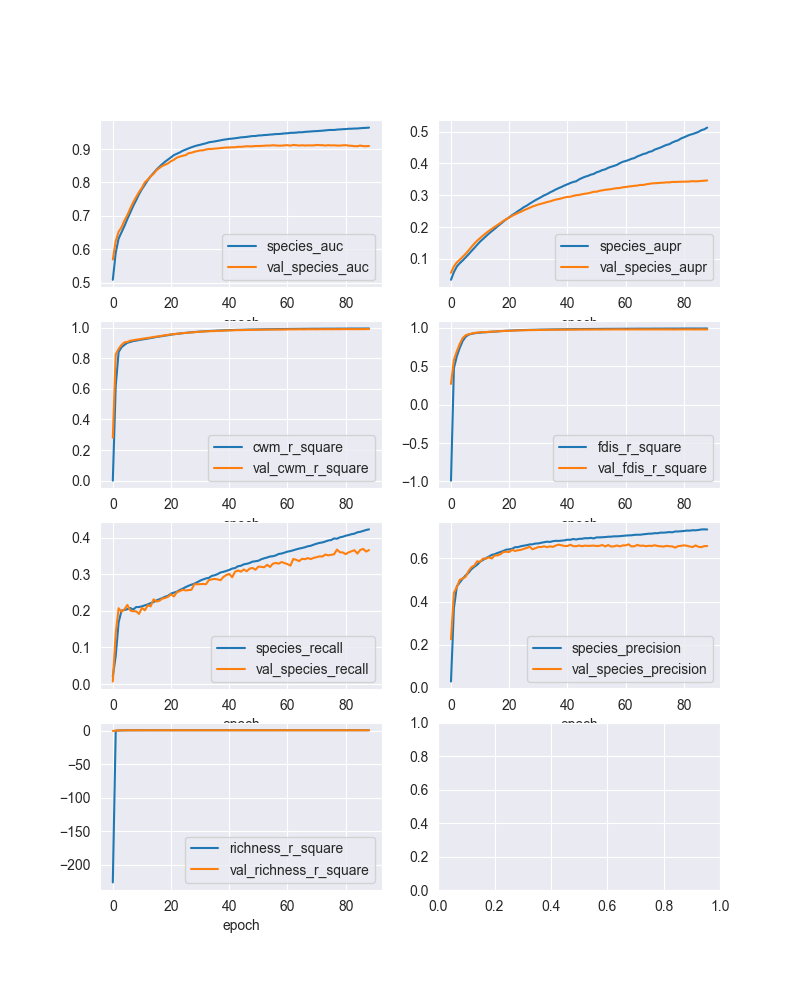 0.9
0.8
0.7
0.6
0.5
0 20 40 60 80
species_auc
val_species_auc
0.5
0.4
0.3
0.2
0.1
0 20 40 60 80
species_aupr
val_species_aupr
epoch
epoch
1.0
0.8
0.6
0.4
0.2
0.0
0 20 40 60 80
cwm_r_square
val_cwm_r_square
1.0
0.5
0.0
−0.5
−1.0
0 20 40 60 80
fdis_r_square
val_fdis_r_square
epoch
epoch
0.4
0.3
0.2
0.1
0.0
0 20 40 60 80
species_recall
val_species_recall
0.6
0.4
0.2
0.0
0 20 40 60 80
species_precision
val_species_precision
epoch
epoch
0
−50
−100
−150
−200
0 20 40 60 80
richness_r_square
val_richness_r_square
epoch
1.0
0.8
0.6
0.4
0.2
0.0
0.0 0.2 0.4 0.6 0.8 1.0